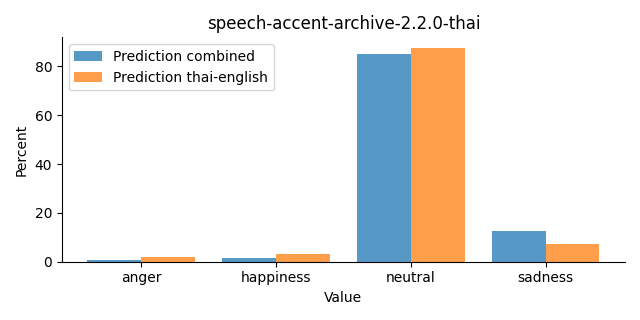 speech-accent-archive-2.2.0-thai
Prediction combined
Prediction thai-english
Percent
80
60
40
20
0
anger happiness neutral sadness
Value